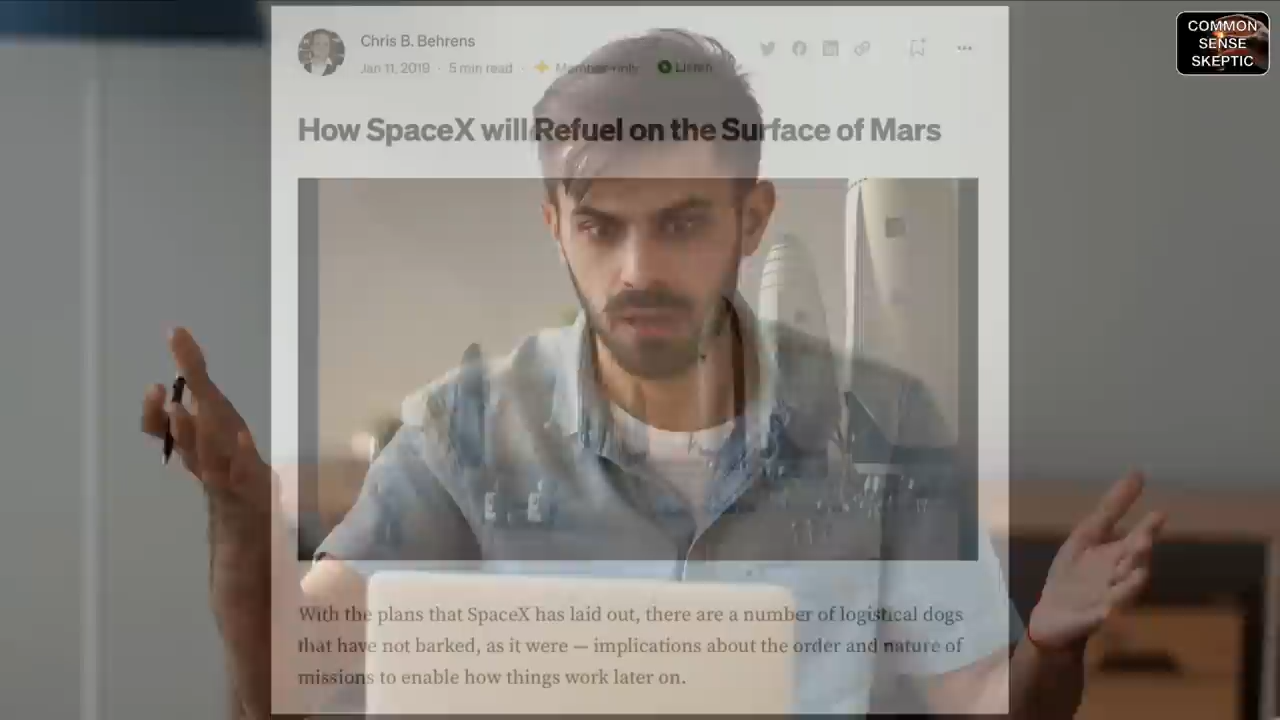 COMMON
SENSE
SKEPTIC
Chris B. Behrens
Jan 11, 2019 · 5 min read · Member-only Listen
How SpaceX will Refuel on the Surface of Mars
With the plans that SpaceX has laid out, there are a number of logistical dogs
that have not barked, as it were — implications about the order and nature of
missions to enable how things work later on.